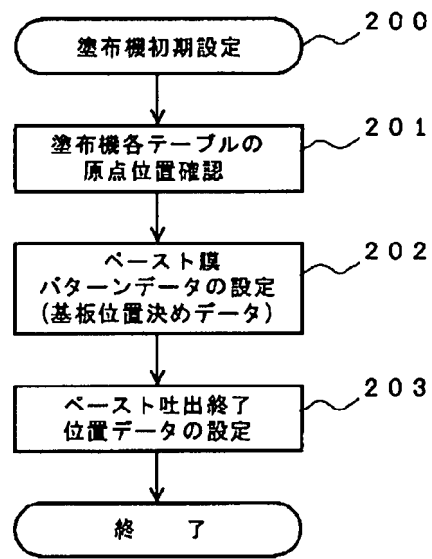 塗布機初期設定
200
塗布機各テーブルの
原点位置確認
201
ペースト膜
パターンデータの設定
(基板位置決めデータ)
202
ペースト吐出終了
位置データの設定
203
終 了